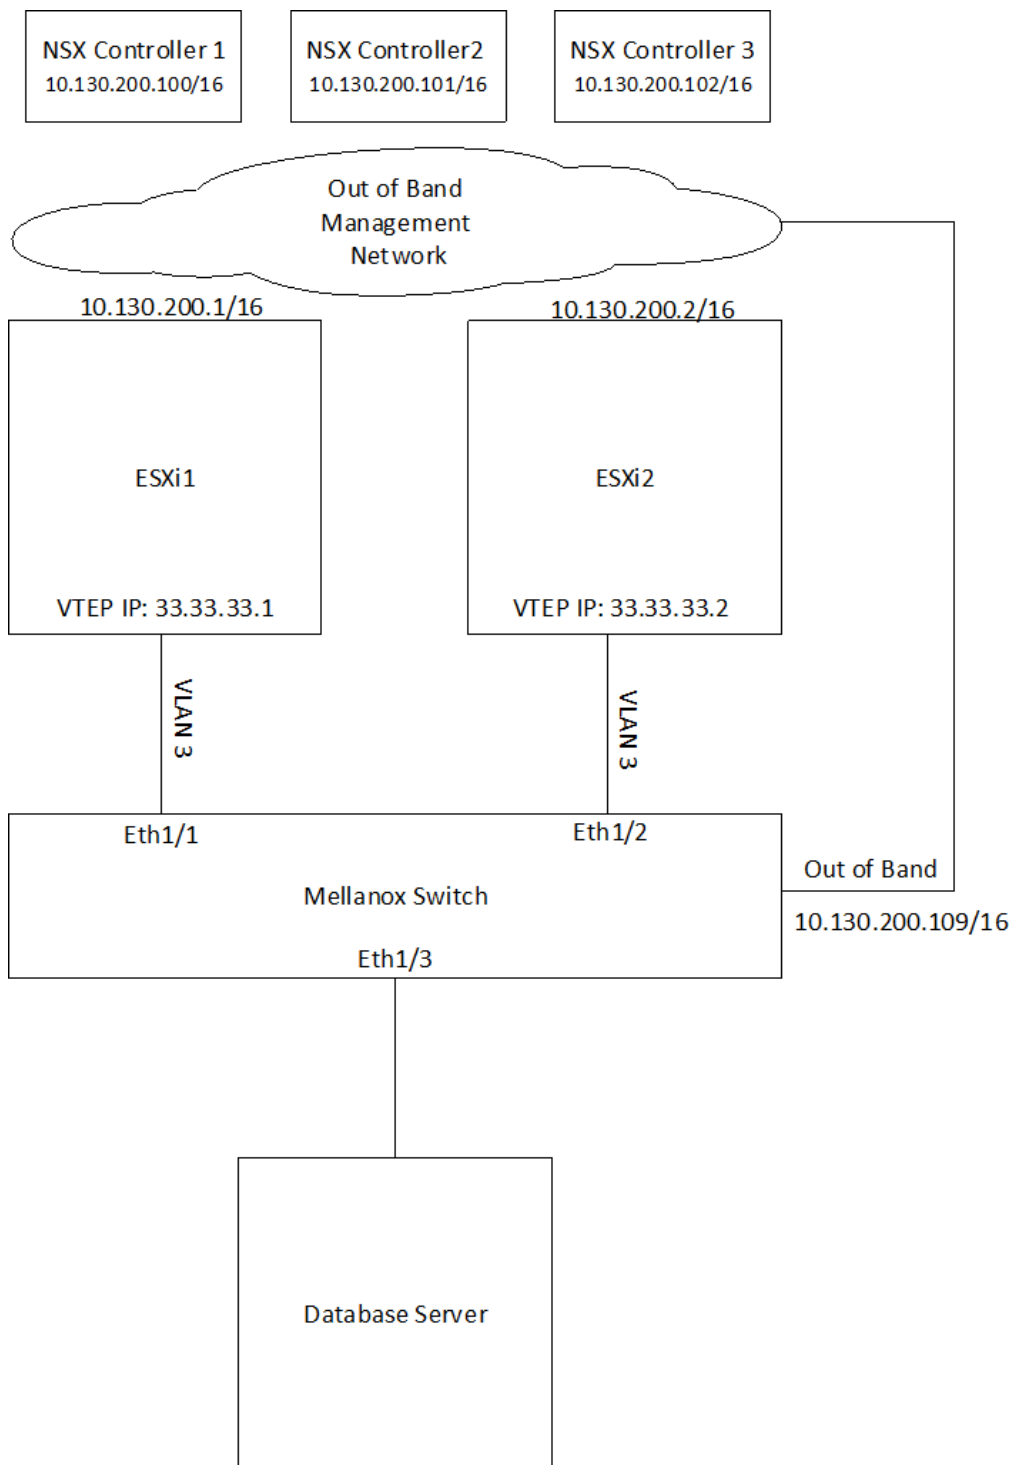 NSX Controller 1
10.130.200.100/16
NSX Controller2
10.130.200.101/16
NSX Controller 3
10.130.200.102/16
Out of Band
Management
Network
10.130.200.1/16
10.130.200.2/16
ESXi1
ESXi2
VTEP IP: 33.33.33.1
VTEP IP: 33.33.33.2
VLAN 3
VLAN 3
Eth1/1
Eth1/2
Mellanox Switch
Out of Band
10.130.200.109/16
Eth1/3
Database Server